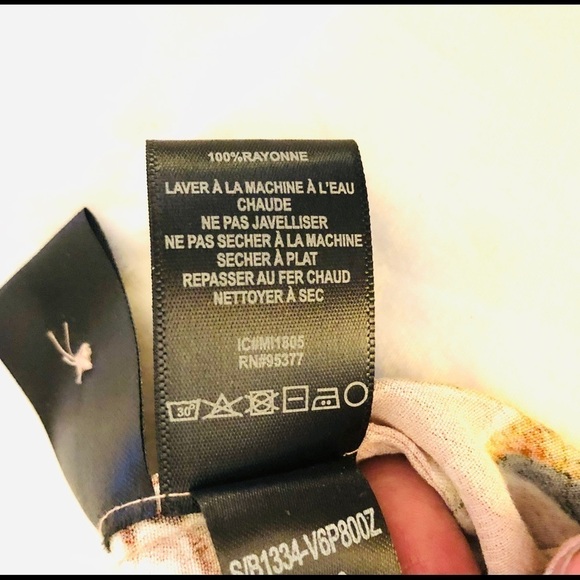 100%RAYONNE
LAVER À LA MACHINE À L'EAU
CHAUDE
NE PAS JAVELLISER
NE PAS SECHER À LA MACHINE
SECHER À PLAT
REPASSER AU FER CHAUD
NETTOYER À SEC
IC#MI1805
RN#95377
30°
S/B1334-V6P800Z